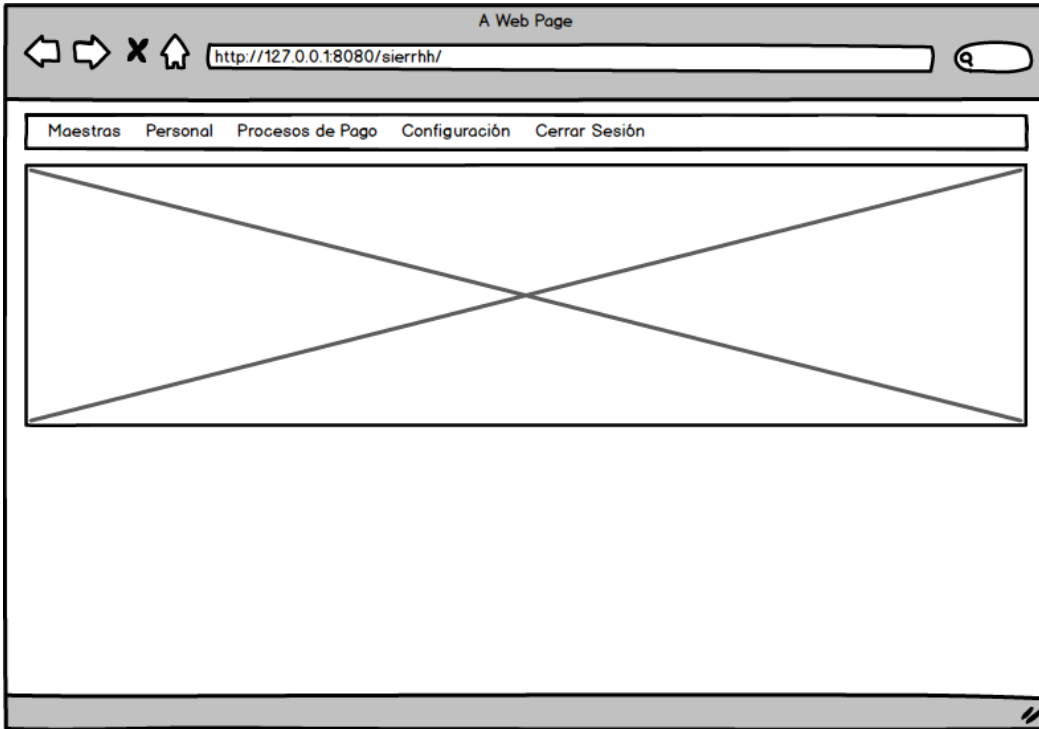 A Web Page
http://127.0.0.1:8080/sierrhh/
Maestras Personal Procesos de Pago Configuración Cerrar Sesión